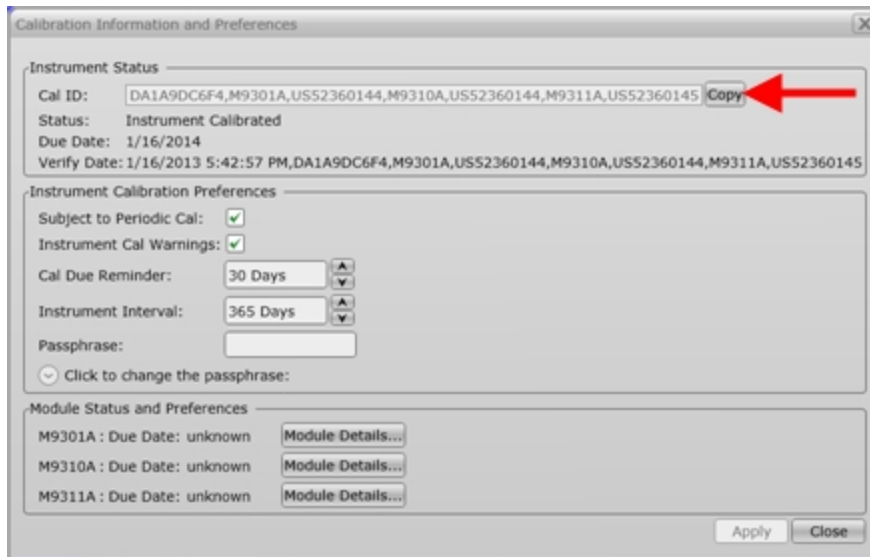 Calibration Information and Preferences
Instrument Status
Cal ID: DA1A9DC6F4,M9301A,US52360144,M9310A,US52360144,M9311A,US52360145 Copy
Status: Instrument Calibrated
Due Date: 1/16/2014
Verify Date: 1/16/2013 5:42:57 PM,DA1A9DC6F4,M9301A,US52360144,M9310A,US52360144,M9311A,US52360145
Instrument Calibration Preferences
Subject to Periodic Cal:
Instrument Cal Warnings:
Cal Due Reminder: 30 Days
Instrument Interval: 365 Days
Passphrase:
Click to change the passphrase:
Module Status and Preferences
M9301A : Due Date: unknown Module Details...
M9310A : Due Date: unknown Module Details...
M9311A : Due Date: unknown Module Details...
Apply Close